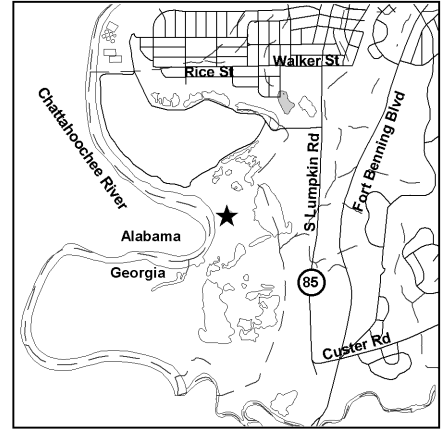 Walker St
Rice St
Chattahoochee River
Fort Benning Blvd
S Lumpkin Rd
Alabama
Georgia
85
Custer Rd